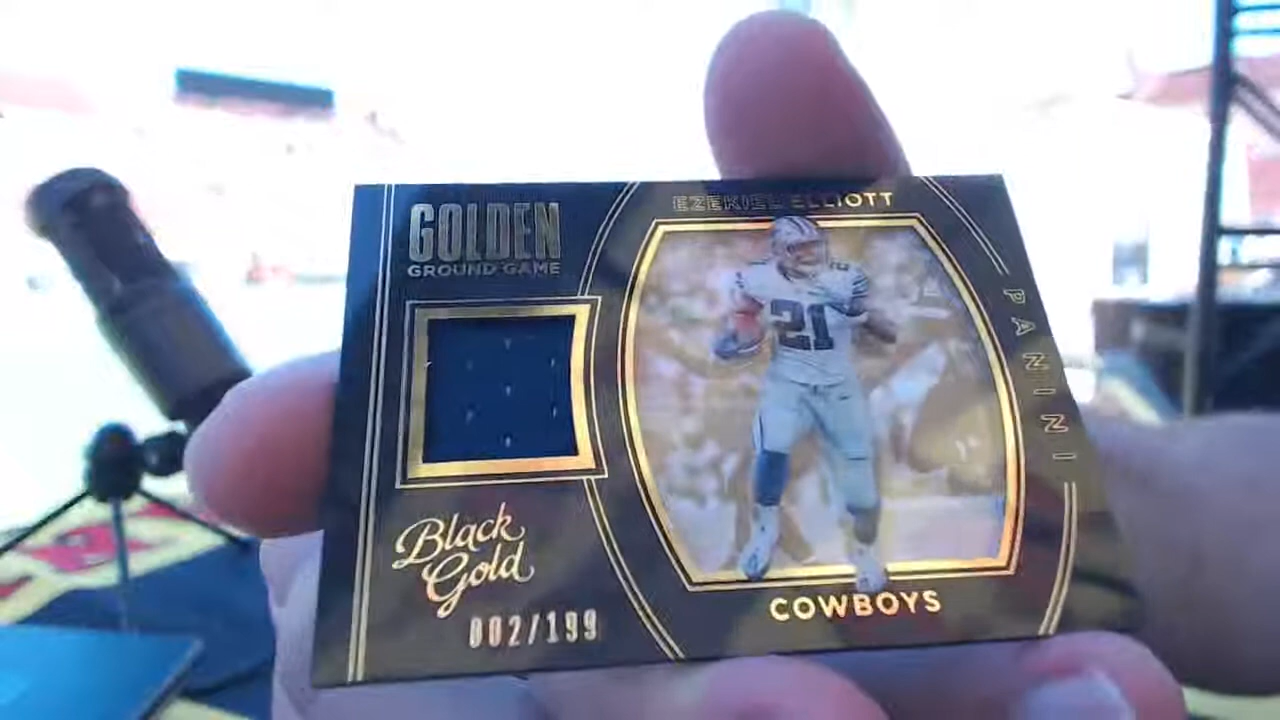 GOLDEN
GROUND GAME
EZEKIEL ELLIOTT
21
PANINI
Black
Gold
002/199
COWBOYS